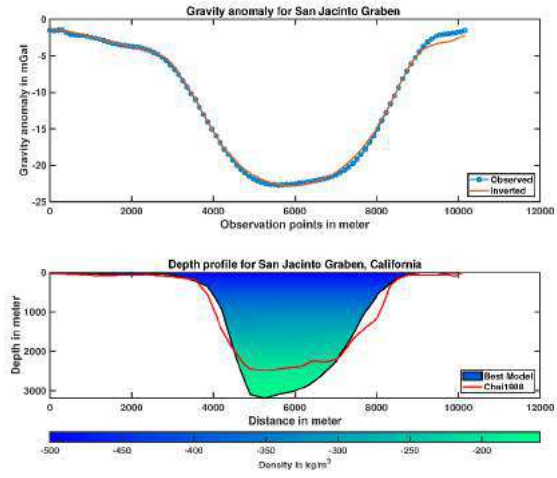 Gravity anomaly for San Jacinto Graben
0
-5
-10
-15
-20
-25
Gravity anomaly in mGal
Observed
Inverted
0 2000 4000 6000 8000 10000 12000
Observation points in meter
Depth profile for San Jacinto Graben, California
0
1000
2000
3000
Depth in meter
Best Model
Chai1988
0 2000 4000 6000 8000 10000 12000
Distance in meter
-500 -450 -400 -350 -300 -250 -200
Density in kg/m³